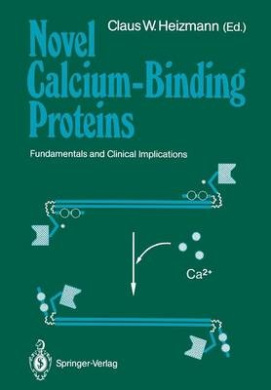 Claus W. Heizmann (Ed.)
Novel
Calcium-Binding
Proteins
Fundamentals and Clinical Implications
Ca²⁺
Springer-Verlag